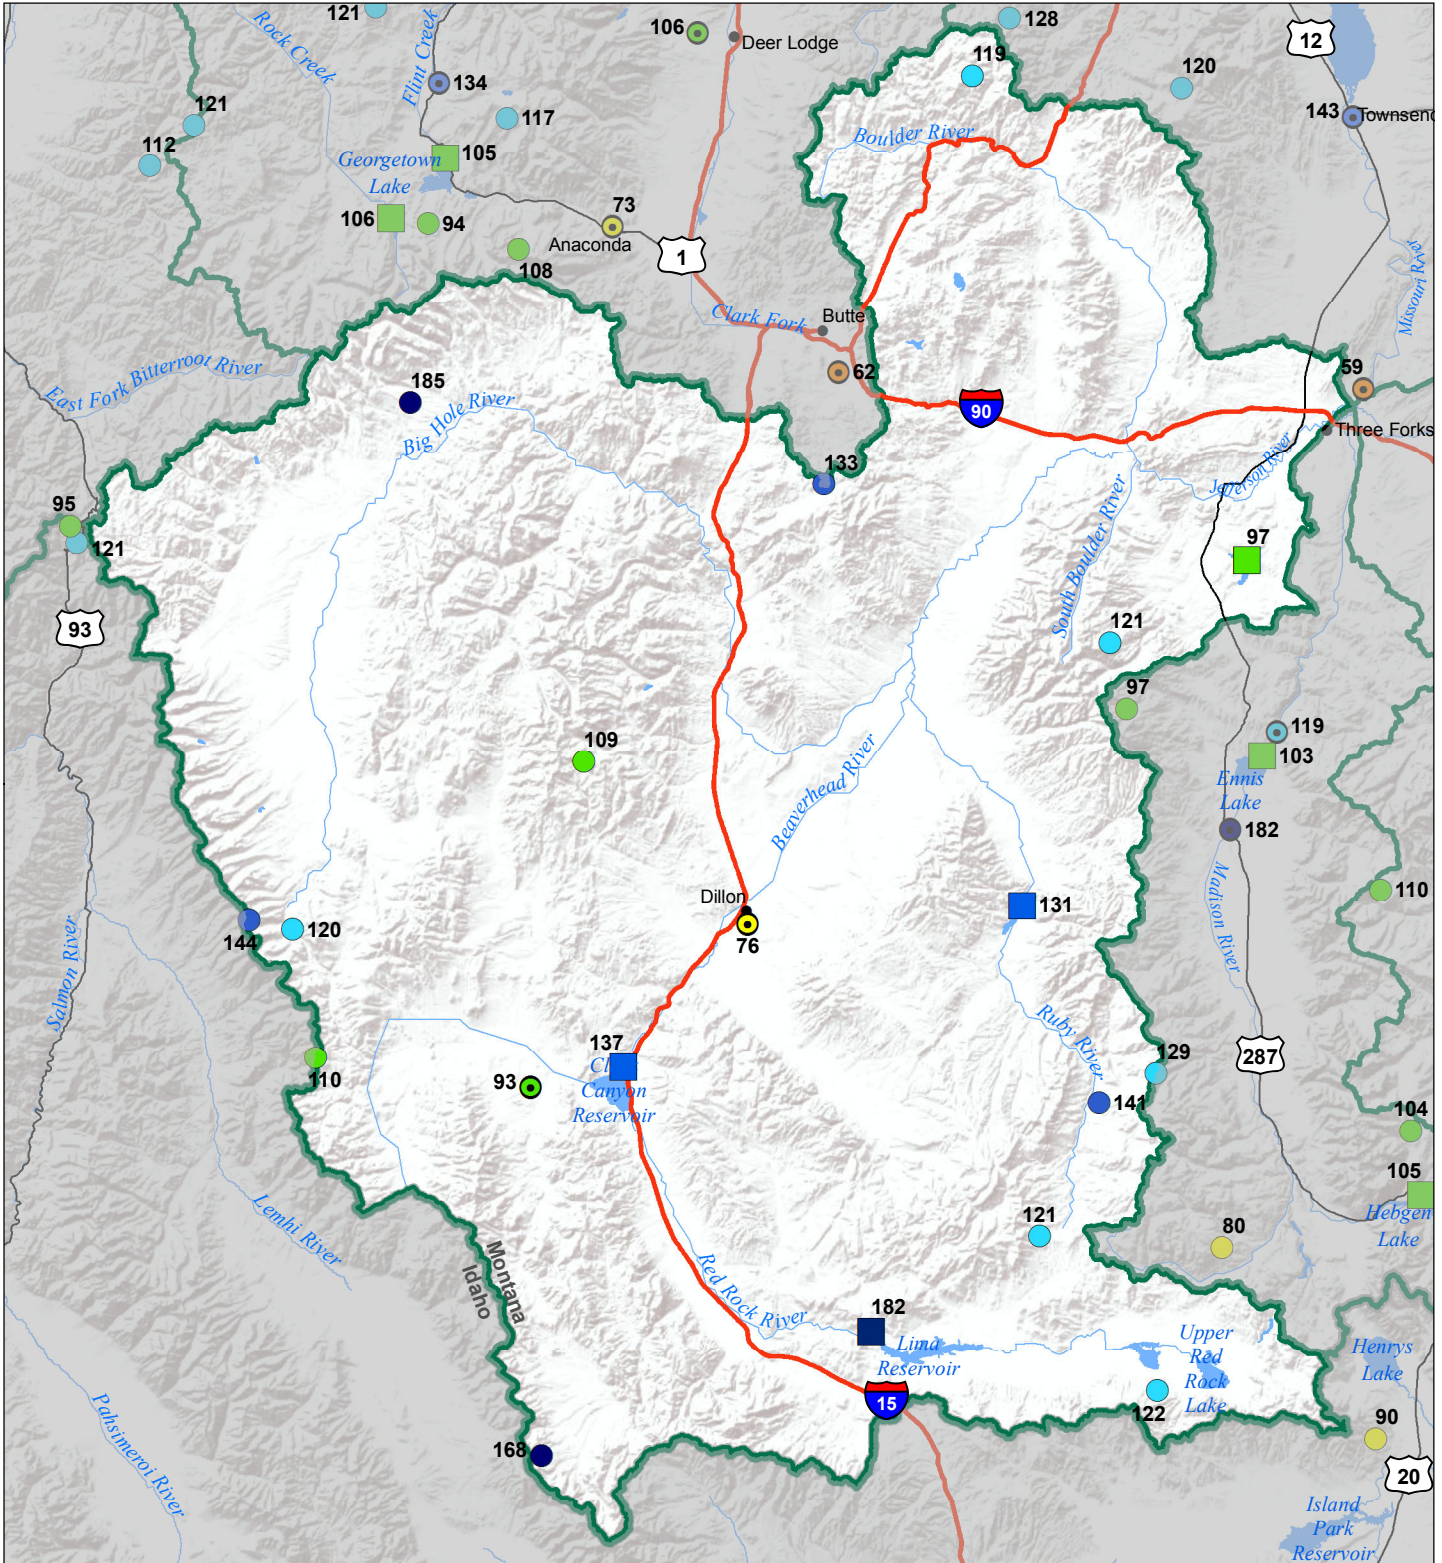 121
Rock Creek
Flint Creek
106
Deer Lodge
128
12
119
134
120
121
117
143
Townsend
Boulder River
112
105
Georgetown
Lake
106
94
73
Anaconda
108
1
Missouri River
Clark Fork
Butte
62
59
East Fork Bitterroot River
185
Big Hole River
90
Three Forks
133
Jefferson River
95
121
South Boulder River
97
93
121
97
119
103
109
Beaverhead River
Ennis
Lake
182
Madison River
110
Dillon
76
131
144
120
Salmon River
Ruby River
137
Canyon
Reservoir
93
110
129
287
141
104
105
Hebgen
Lake
Lemhi River
121
80
Montana
Idaho
Red Rock River
182
Lima
Reservoir
Upper
Red
Rock
Lake
Henrys
Lake
15
122
90
168
20
Pahsimeroi River
Island
Park
Reservoir